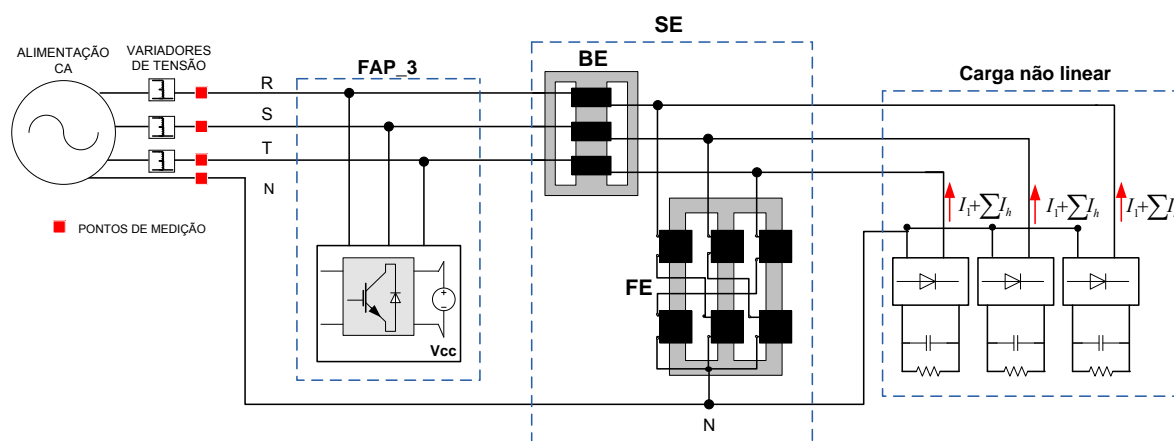 SE
ALIMENTAÇÃO
CA
VARIADORES
DE TENSÃO
FAP_3
BE
Carga não linear
R
S
T
N
PONTOS DE MEDIÇÃO
I₁+∑Iₕ
I₁+∑Iₕ
I₁+∑I
FE
Vcc
N